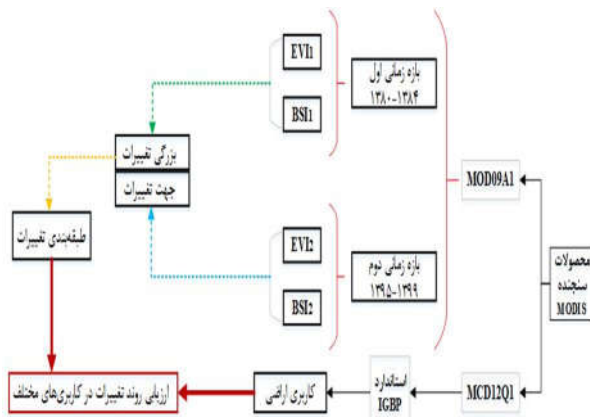 محصولات
سنجنده
MODIS
MOD09A1
MCD12Q1
بازه زمانی اول
۱۳۸۰-۱۳۸۴
بازه زمانی دوم
۱۳۹۵-۱۳۹۹
EVI1
BSI1
EVI2
BSI2
بزرگی تغییرات
جهت تغییرات
طبقه‌بندی تغییرات
استاندارد
IGBP
کاربری اراضی
ارزیابی روند تغییرات در کاربری‌های مختلف